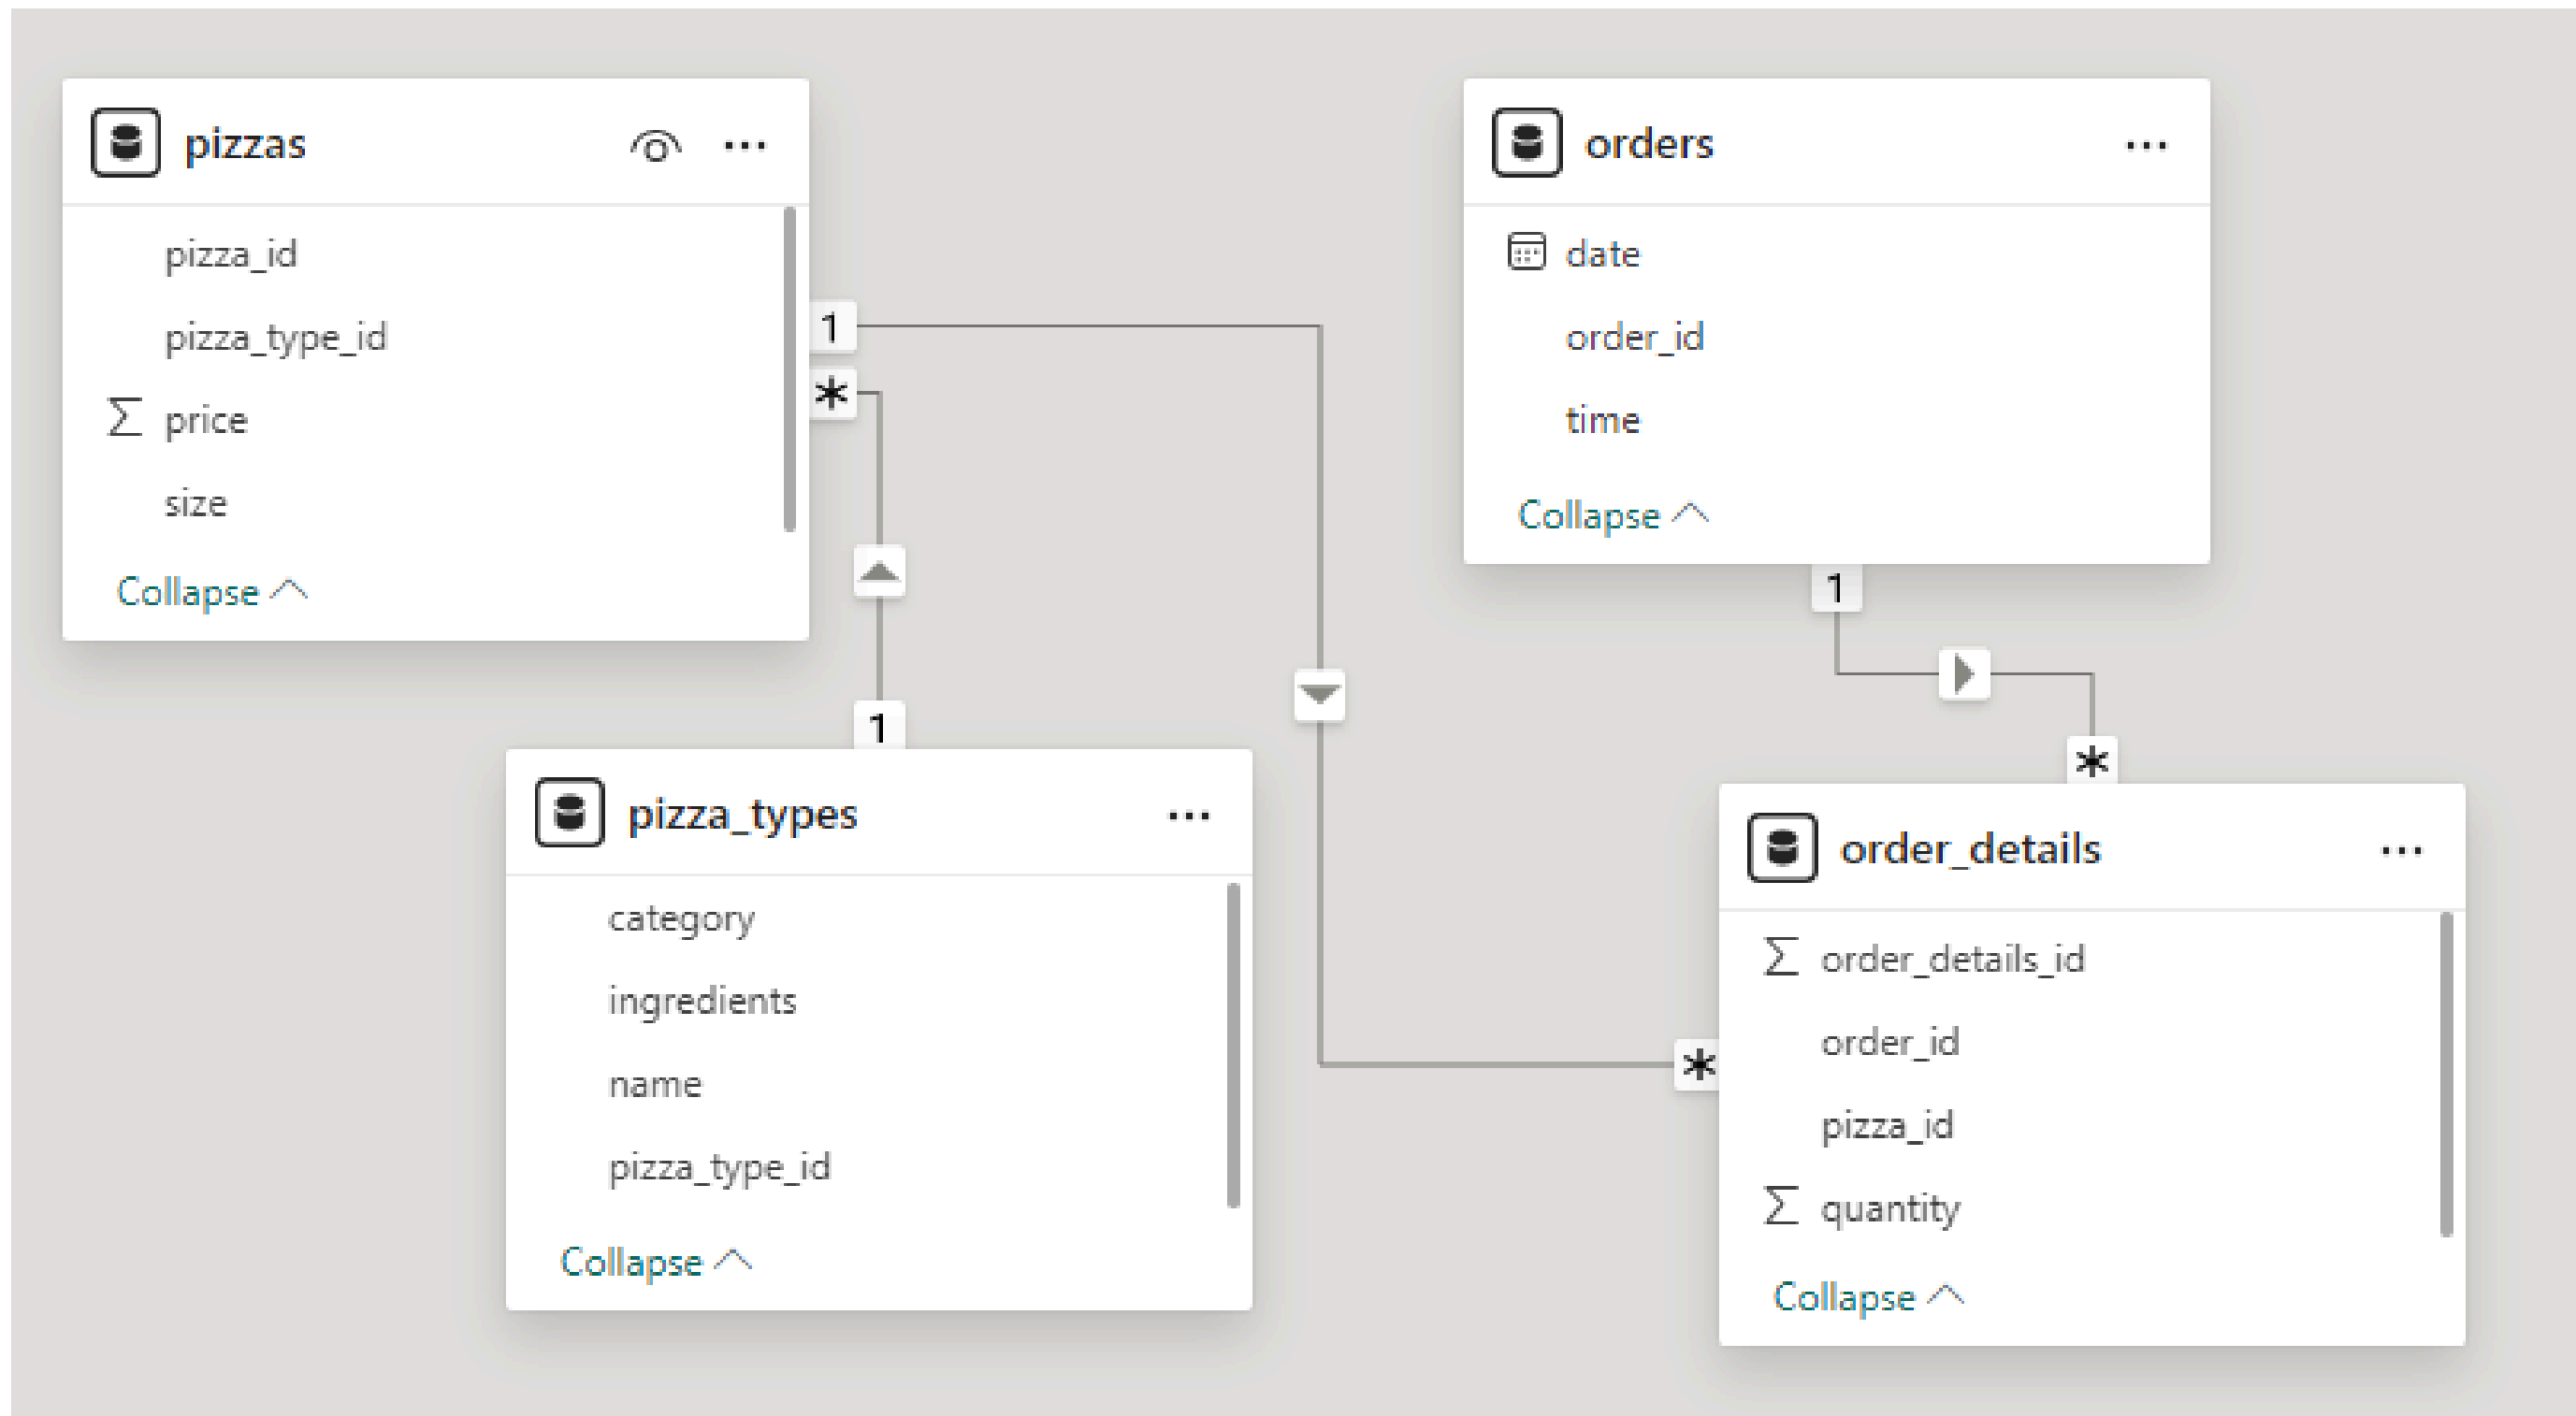 pizzas
pizza_id
pizza_type_id
price
size
Collapse
1
*
1
orders
date
order_id
time
Collapse
1
*
pizza_types
category
ingredients
name
pizza_type_id
Collapse
order_details
order_details_id
order_id
pizza_id
quantity
Collapse
*